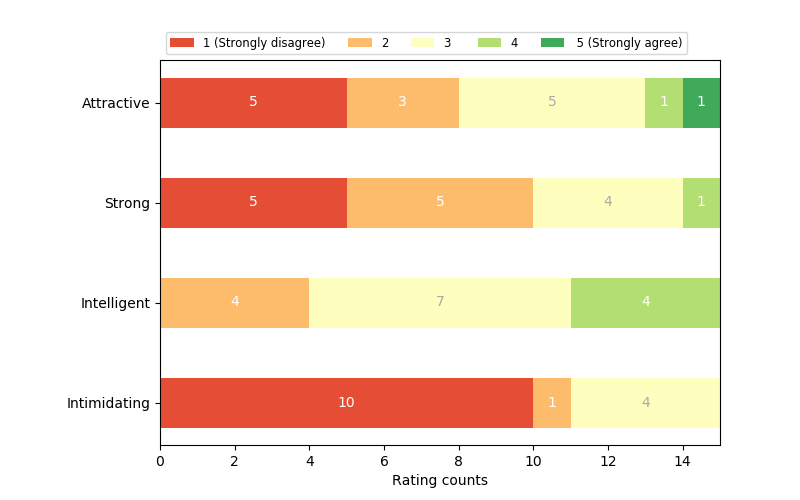 1 (Strongly disagree) 2 3 4 5 (Strongly agree)
Attractive 5 3 5 1 1
Strong 5 5 4 1
Intelligent 4 7 4
Intimidating 10 1 4
0 2 4 6 8 10 12 14
Rating counts